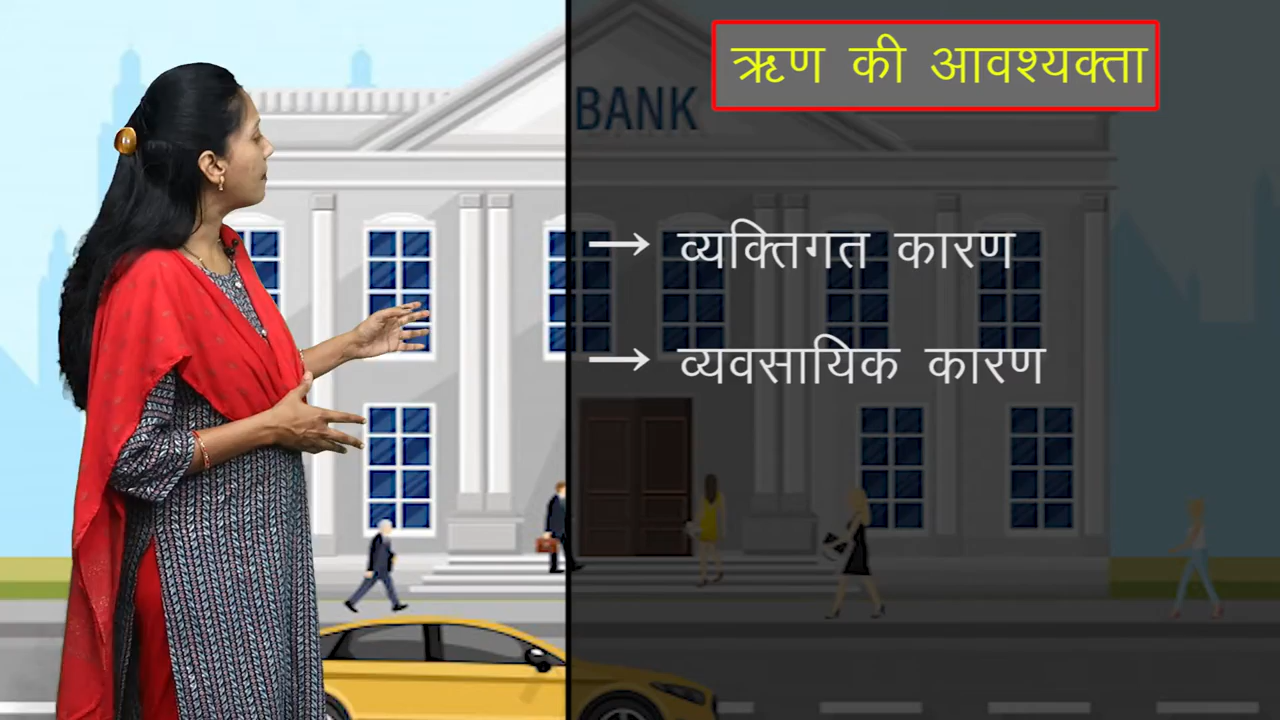 ऋण की आवश्यक्ता
BANK
→ व्यक्तिगत कारण
→ व्यवसायिक कारण